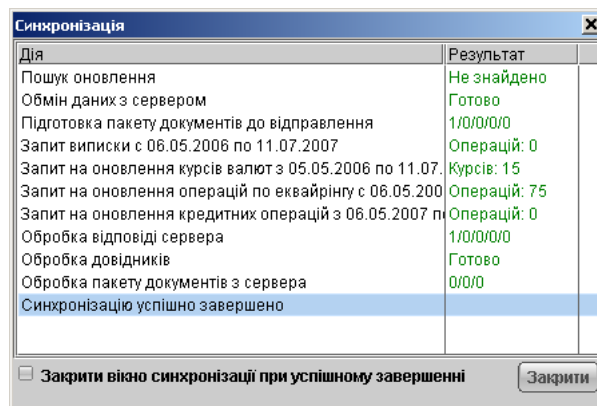 Синхронізація
Дія Результат
Пошук оновлення Не знайдено
Обмін даних з сервером Готово
Підготовка пакету документів до відправлення 1/0/0/0/0
Запит виписки с 06.05.2006 по 11.07.2007 Операцій: 0
Запит на оновлення курсів валют з 05.05.2006 по 11.07. Курсів: 15
Запит на оновлення операцій по еквайрінгу с 06.05.200 Операцій: 75
Запит на оновлення кредитних операцій з 06.05.2007 Операцій: 0
Обробка відповіді сервера 1/0/0/0/0
Обробка довідників Готово
Обробка пакету документів з сервера 0/0/0
Синхронізацію успішно завершено
Закрити вікно синхронізації при успішному завершенні Закрити